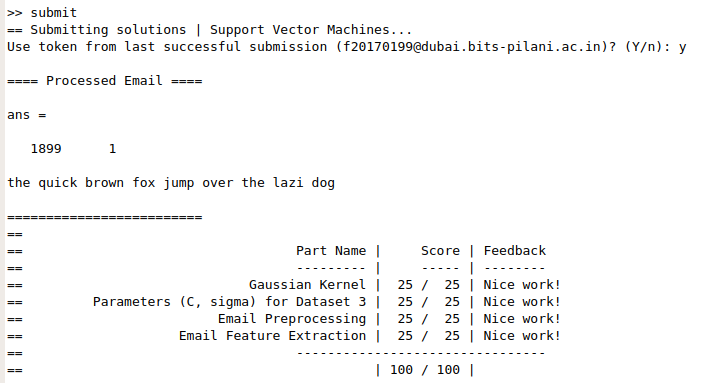 >> submit
== Submitting solutions | Support Vector Machines...
Use token from last successful submission (f20170199@dubai.bits-pilani.ac.in)? (Y/n): y
==== Processed Email ====
ans =
1899 1
the quick brown fox jump over the lazi dog
=========================
==
== Part Name | Score | Feedback
== --------- | ----- | --------
== Gaussian Kernel | 25 / 25 | Nice work!
== Parameters (C, sigma) for Dataset 3 | 25 / 25 | Nice work!
== Email Preprocessing | 25 / 25 | Nice work!
== Email Feature Extraction | 25 / 25 | Nice work!
== --------------------------------
== | 100 / 100 |